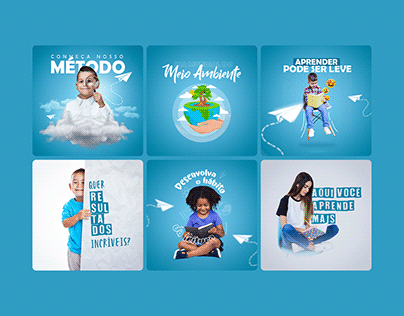 CONHEÇA NOSSO
MÉTODO
Meio Ambiente
APRENDER
PODE SER LEVE
QUER
RE
SUL
TA
DOS
INCRÍVEIS?
Desenvolva
o hábito
AQUI VOCÊ
APRENDE
MAIS